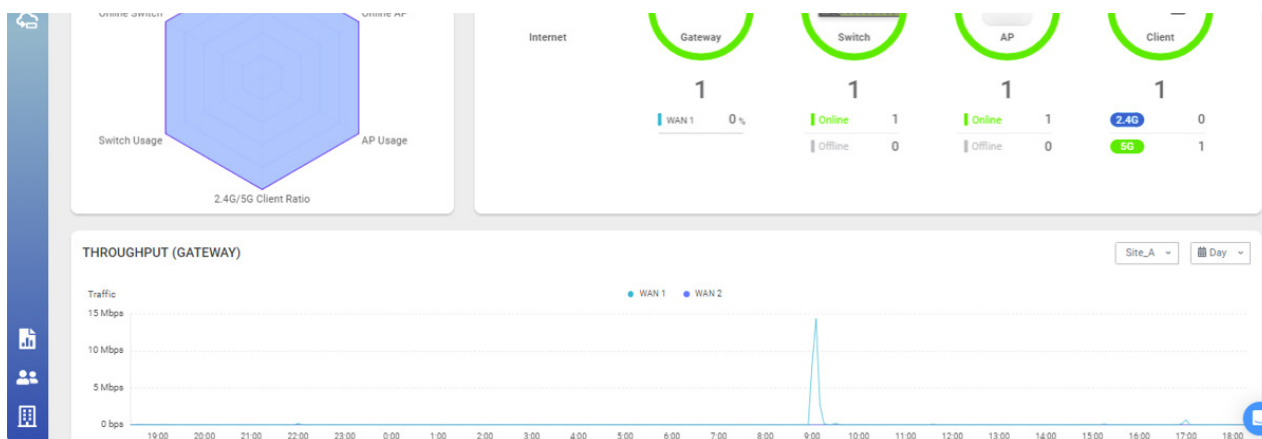 Online Switch
Online AP
Switch Usage
AP Usage
2.4G/5G Client Ratio
Internet
Gateway
Switch
AP
Client
1
1
1
1
WAN 1 0 %
Online 1
Online 1
2.4G 0
Offline 0
Offline 0
5G 1
THROUGHPUT (GATEWAY)
Site_A
Day
Traffic
WAN 1 WAN 2
15 Mbps
10 Mbps
5 Mbps
0 bps
19:00 20:00 21:00 22:00 23:00 0:00 1:00 2:00 3:00 4:00 5:00 6:00 7:00 8:00 9:00 10:00 11:00 12:00 13:00 14:00 15:00 16:00 17:00 18:00